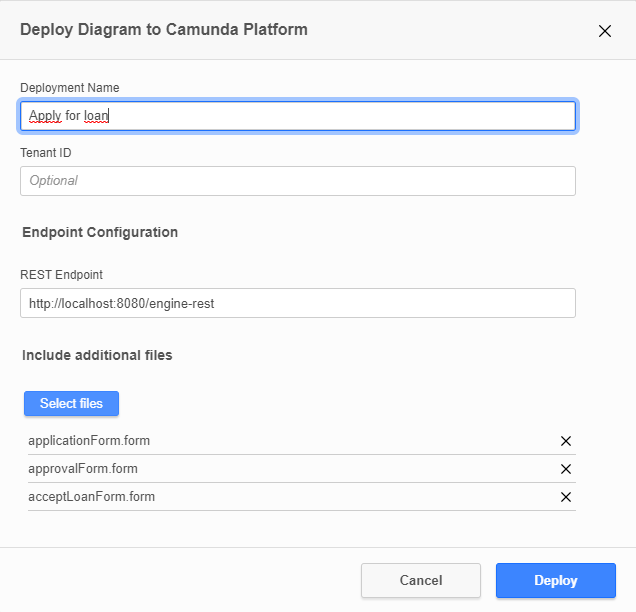 Deploy Diagram to Camunda Platform
Deployment Name
Apply for loan
Tenant ID
Optional
Endpoint Configuration
REST Endpoint
http://localhost:8080/engine-rest
Include additional files
Select files
applicationForm.form
approvalForm.form
acceptLoanForm.form
Cancel
Deploy